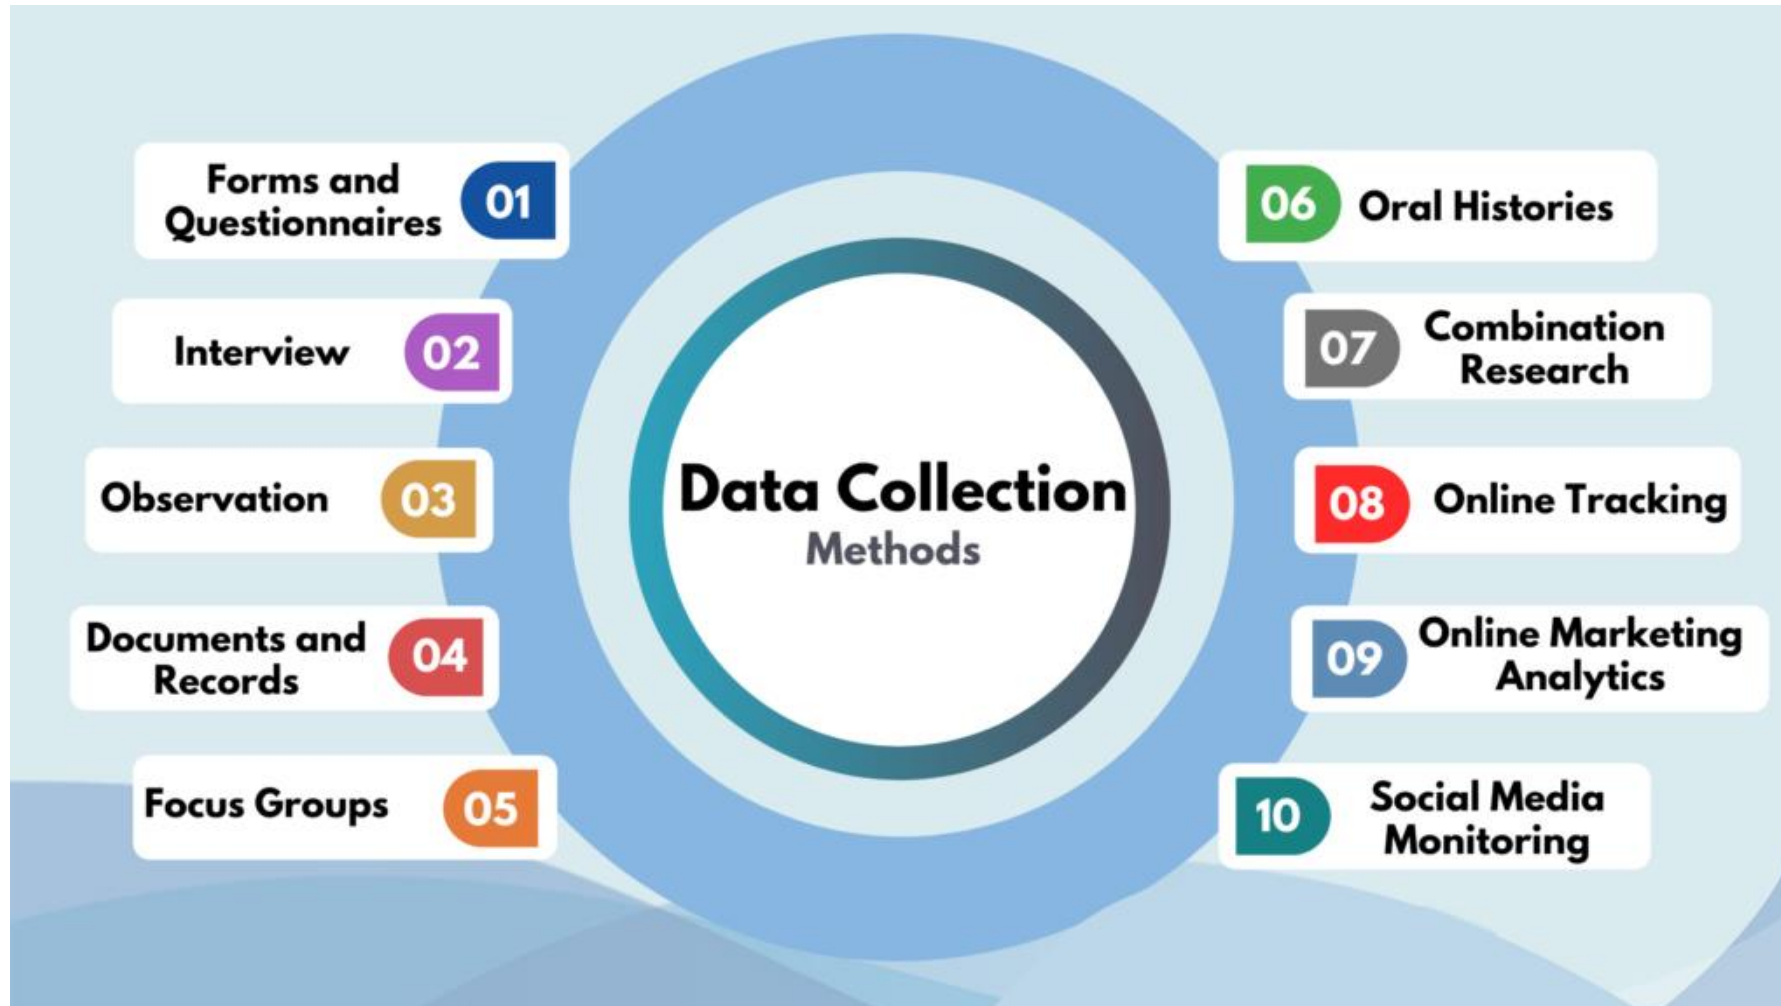 Forms and
Questionnaires
01
Interview
02
Observation
03
Documents and
Records
04
Focus Groups
05
Data Collection
Methods
06
Oral Histories
07
Combination
Research
08
Online Tracking
09
Online Marketing
Analytics
10
Social Media
Monitoring